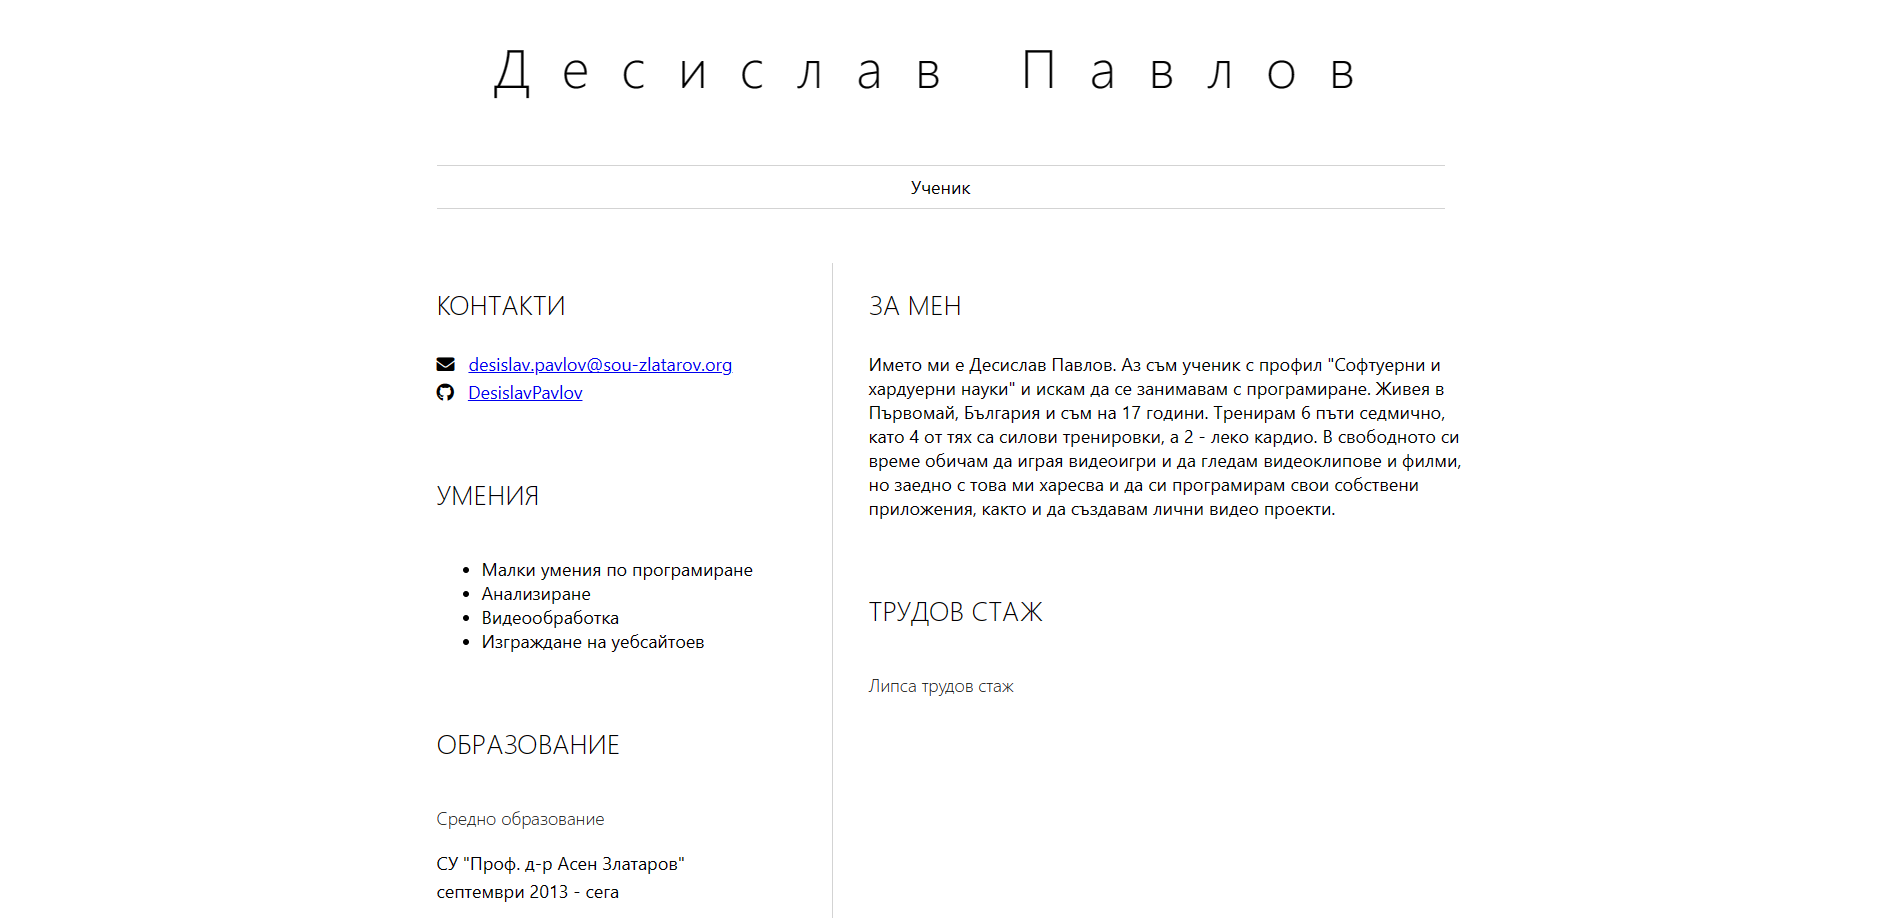 Десислав Павлов
Ученик
КОНТАКТИ
desislav.pavlov@sou-zlatarov.org
DesislavPavlov
УМЕНИЯ
Малки умения по програмиране
Анализиране
Видеообработка
Изграждане на уебсайтоев
ОБРАЗОВАНИЕ
Средно образование
СУ "Проф. д-р Асен Златаров"
септември 2013 - сега
ЗА МЕН
Името ми е Десислав Павлов. Аз съм ученик с профил "Софтуерни и
хардуерни науки" и искам да се занимавам с програмиране. Живея в
Първомай, България и съм на 17 години. Тренирам 6 пъти седмично,
като 4 от тях са силови тренировки, а 2 - леко кардио. В свободното си
време обичам да играя видеоигри и да гледам видеоклипове и филми,
но заедно с това ми харесва и да си програмирам свои собствени
приложения, както и да създавам лични видео проекти.
ТРУДОВ СТАЖ
Липса трудов стаж